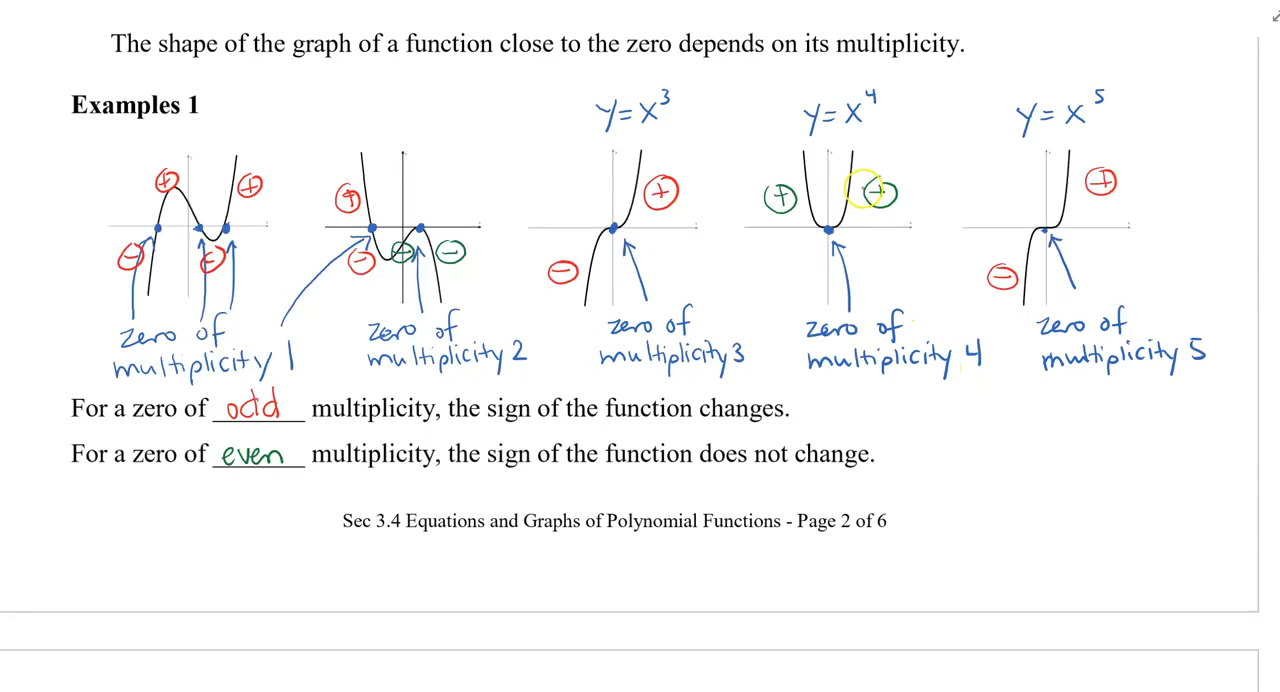 The shape of the graph of a function close to the zero depends on its multiplicity.
Examples 1
y = x³
y = x⁴
y = x⁵
+ + - -
+ - - -
+ -
+ +
+ -
zero of
multiplicity 1
zero of
multiplicity 2
zero of
multiplicity 3
zero of
multiplicity 4
zero of
multiplicity 5
For a zero of odd multiplicity, the sign of the function changes.
For a zero of even multiplicity, the sign of the function does not change.
Sec 3.4 Equations and Graphs of Polynomial Functions - Page 2 of 6